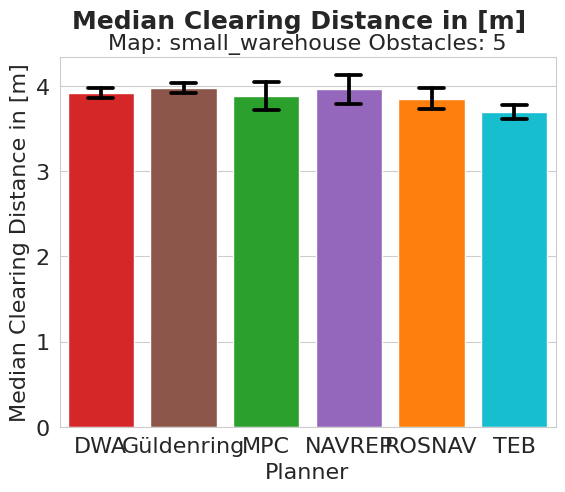 Median Clearing Distance in [m]
Map: small_warehouse Obstacles: 5
Median Clearing Distance in [m]
4
3
2
1
0
DWA Güldenring MPC NAVREP ROSNAV TEB
Planner